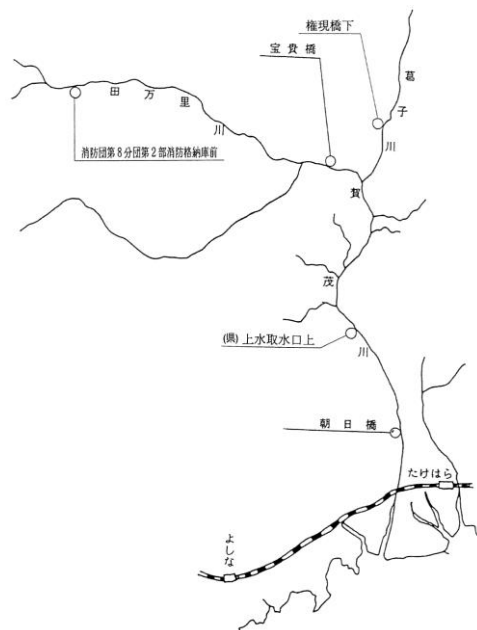 権現橋下
宝貴橋
葛子川
田万里川
消防団第8分団第2部消防格納庫前
賀茂川
(県)上水取水口上
朝日橋
たけはら
よしな